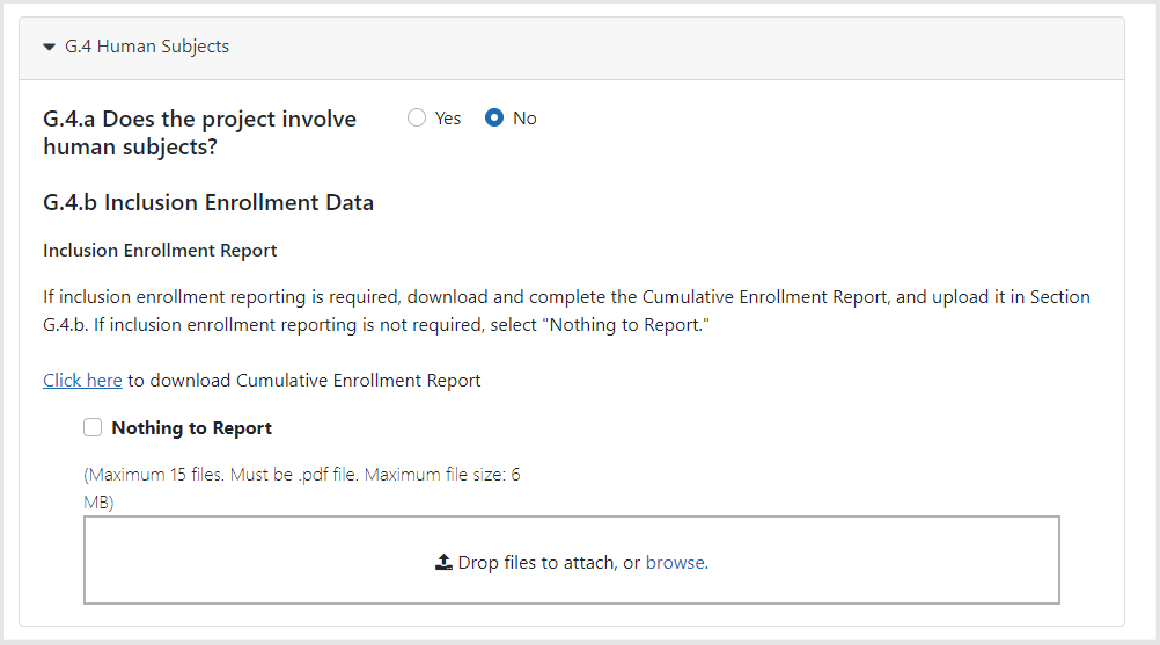 G.4 Human Subjects
G.4.a Does the project involve
human subjects?
Yes
No
G.4.b Inclusion Enrollment Data
Inclusion Enrollment Report
If inclusion enrollment reporting is required, download and complete the Cumulative Enrollment Report, and upload it in Section
G.4.b. If inclusion enrollment reporting is not required, select "Nothing to Report."
Click here to download Cumulative Enrollment Report
Nothing to Report
(Maximum 15 files. Must be .pdf file. Maximum file size: 6
MB)
Drop files to attach, or browse.